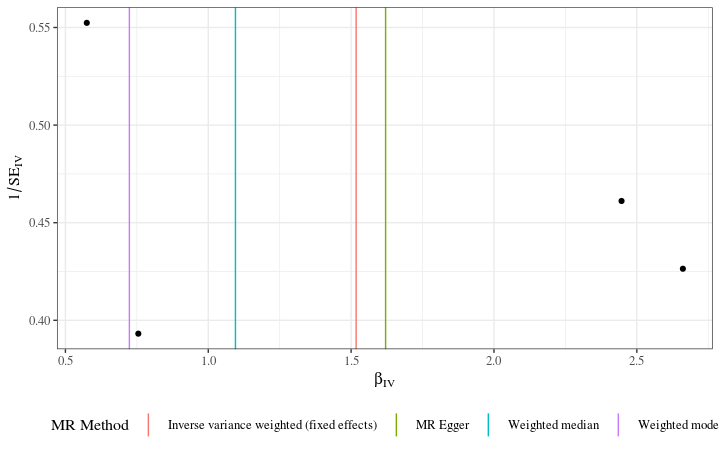 0.55
0.50
0.45
0.40
1/SE_IV
0.5 1.0 1.5 2.0 2.5
β_IV
MR Method Inverse variance weighted (fixed effects) MR Egger Weighted median Weighted mode